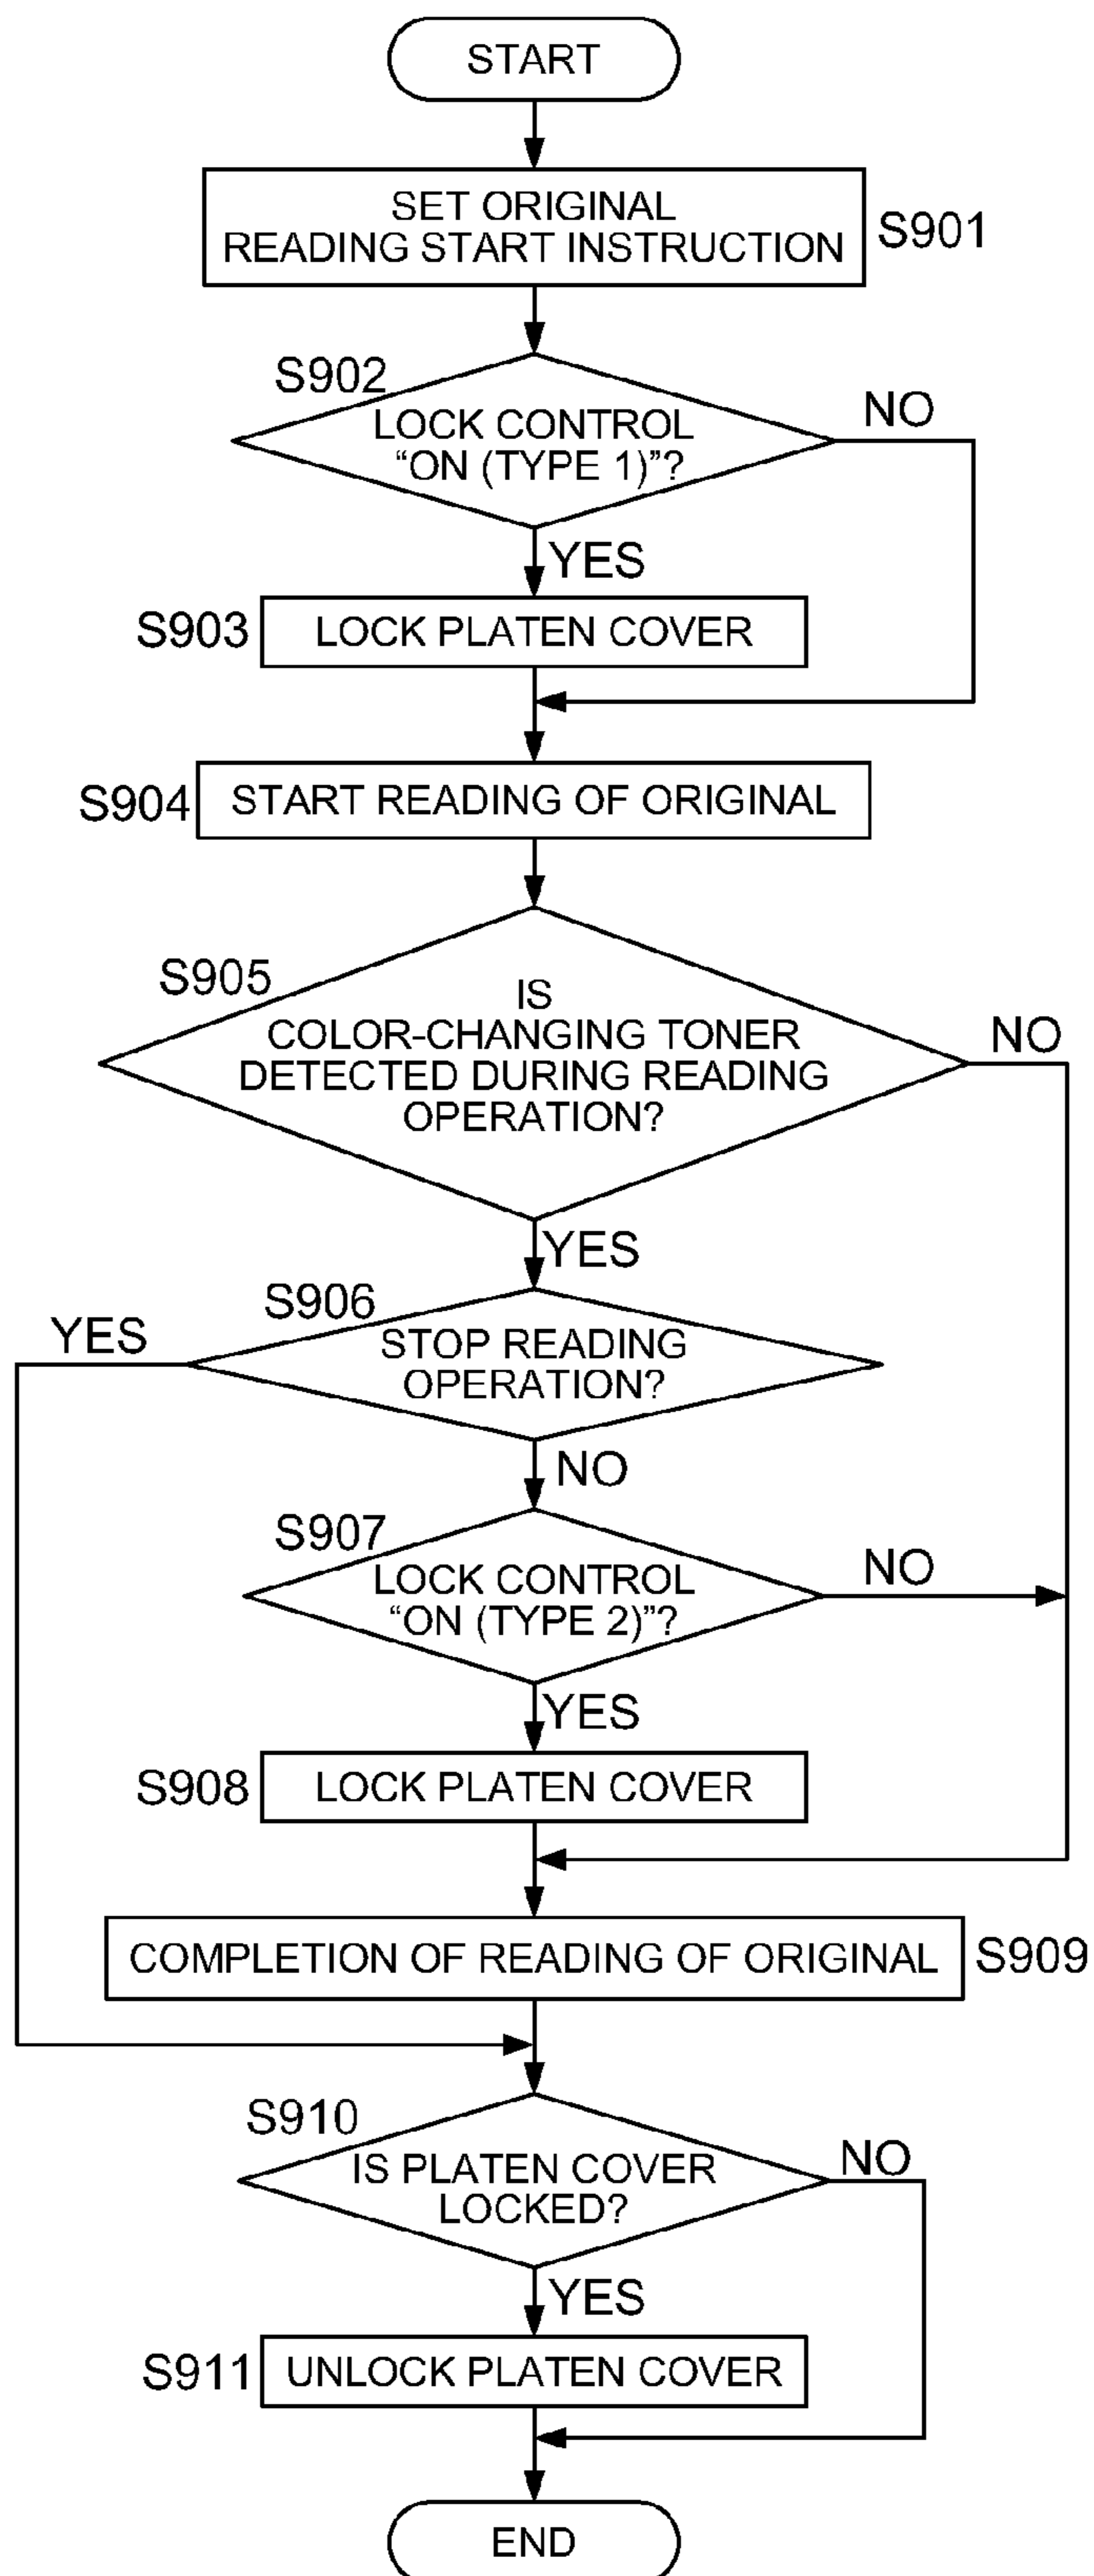 START
SET ORIGINAL
READING START INSTRUCTION
S901
S902
LOCK CONTROL
“ON (TYPE 1)”?
NO
YES
S903
LOCK PLATEN COVER
S904
START READING OF ORIGINAL
S905
IS
COLOR-CHANGING TONER
DETECTED DURING READING
OPERATION?
NO
YES
S906
YES
STOP READING
OPERATION?
NO
S907
LOCK CONTROL
“ON (TYPE 2)”?
NO
YES
S908
LOCK PLATEN COVER
COMPLETION OF READING OF ORIGINAL
S909
S910
IS PLATEN COVER
LOCKED?
NO
YES
S911
UNLOCK PLATEN COVER
END